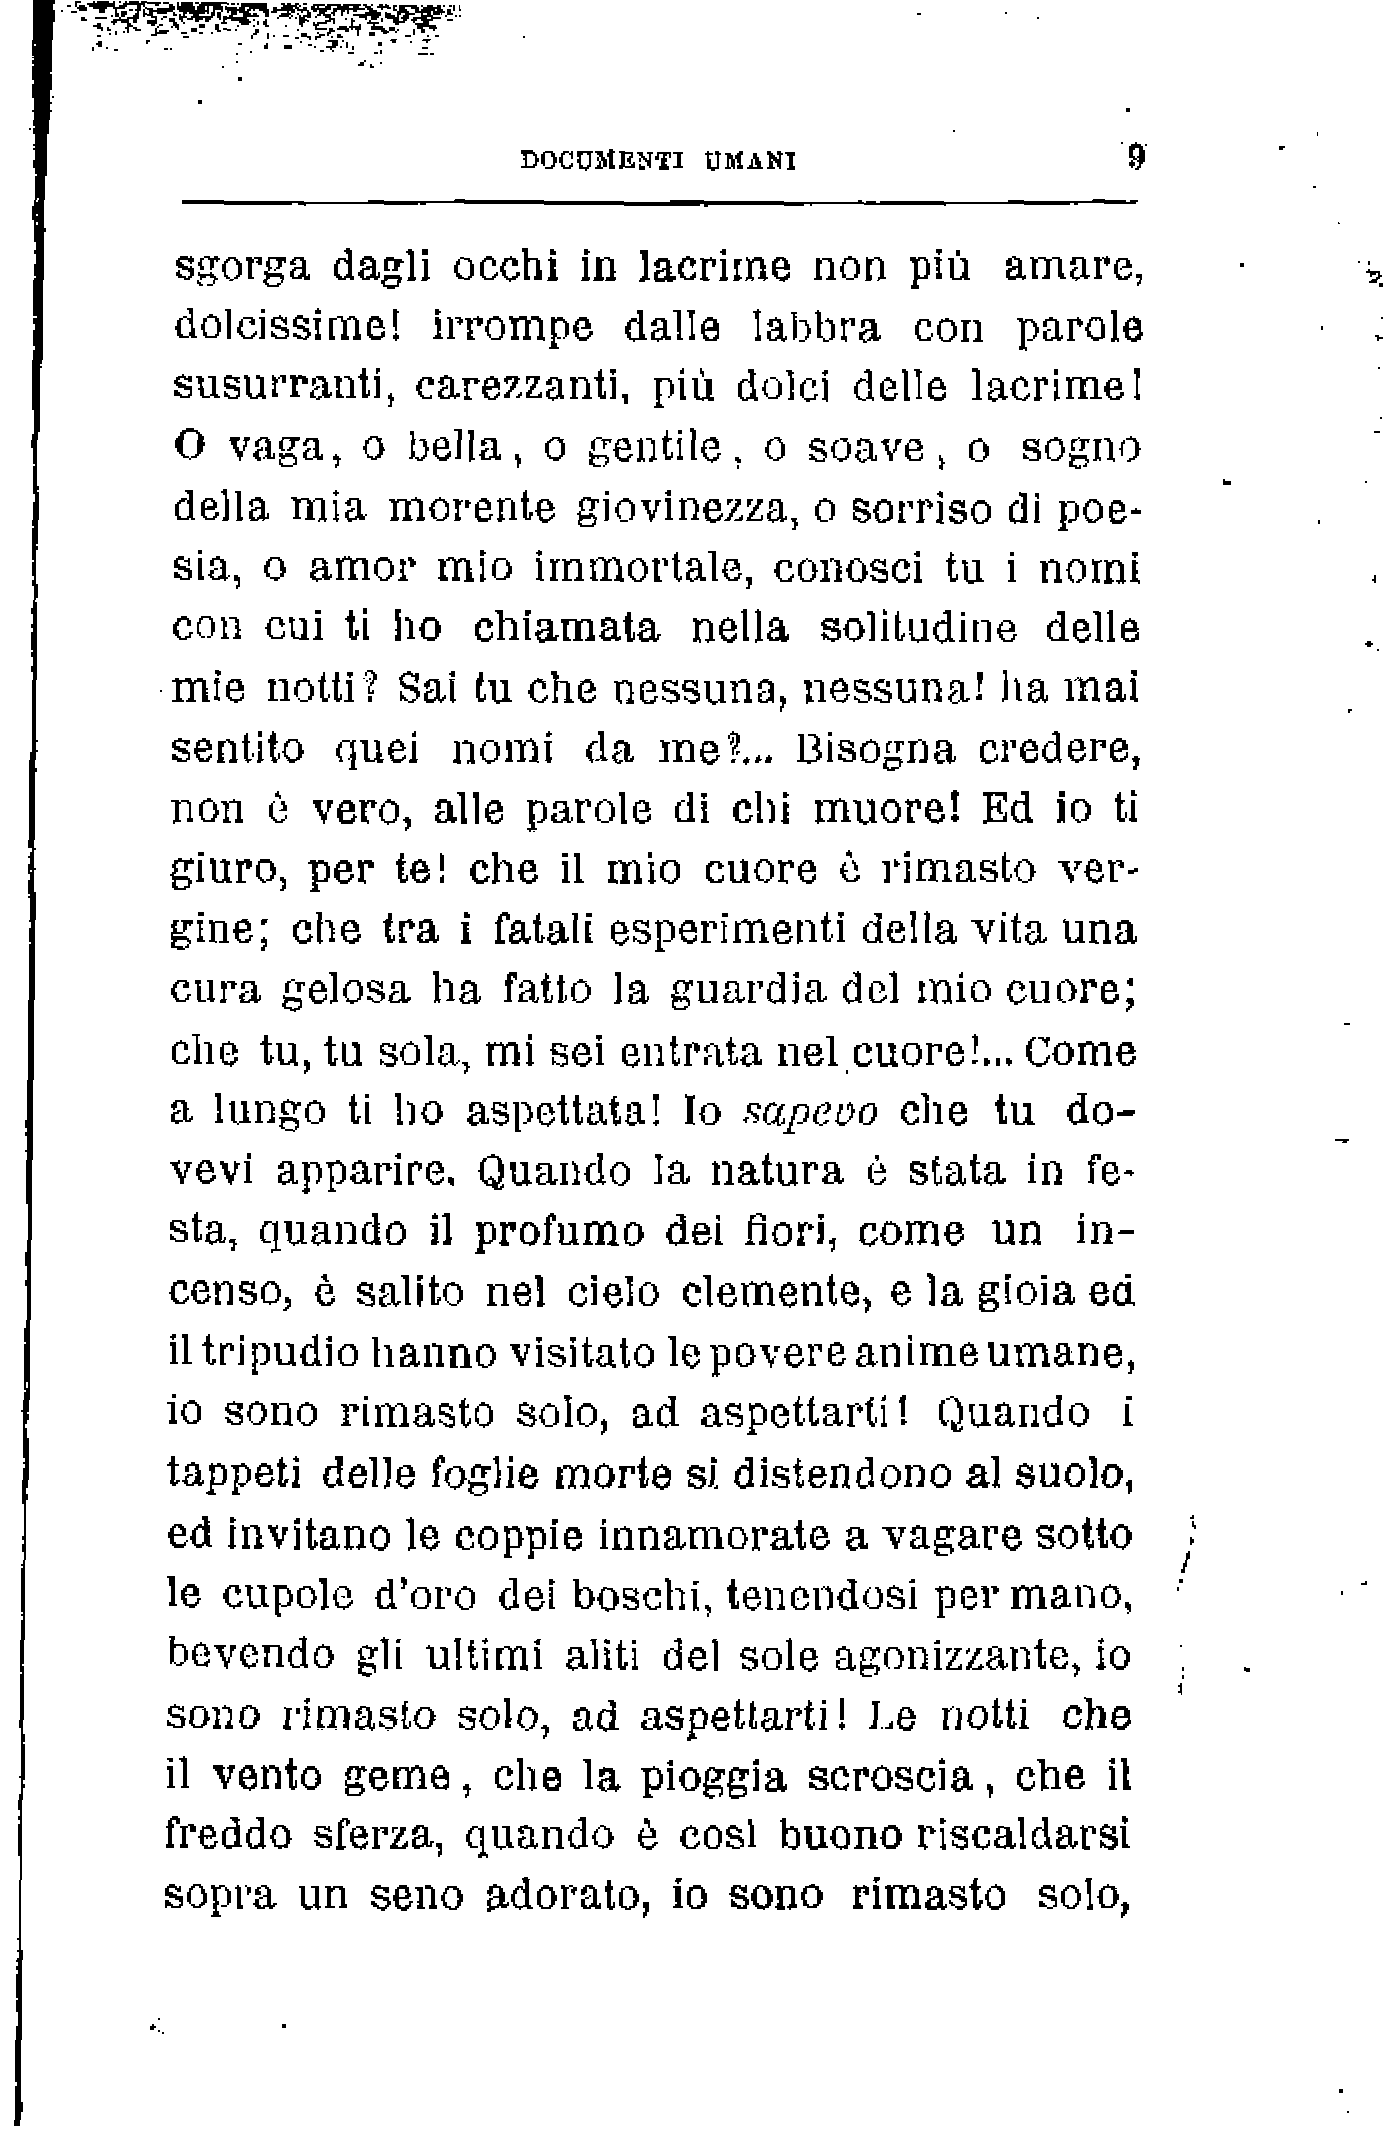 DOCUMENTI UMANI 9
sgorga dagli occhi in lacrime non più amare,
dolcissime! irrompe dalle labbra con parole
susurranti, carezzanti, più dolci delle lacrime!
O vaga, o bella, o gentile, o soave, o sogno
della mia morente giovinezza, o sorriso di poe-
sia, o amor mio immortale, conosci tu i nomi
con cui ti ho chiamata nella solitudine delle
mie notti? Sai tu che nessuna, nessuna! ha mai
sentito quei nomi da me?... Bisogna credere,
non è vero, alle parole di chi muore! Ed io ti
giuro, per te! che il mio cuore è rimasto ver-
gine; che tra i fatali esperimenti della vita una
cura gelosa ha fatto la guardia del mio cuore;
che tu, tu sola, mi sei entrata nel cuore!... Come
a lungo ti ho aspettata! Io sapevo che tu do-
vevi apparire. Quando la natura è stata in fe-
sta, quando il profumo dei fiori, come un in-
censo, è salito nel cielo clemente, e la gioia ed
il tripudio hanno visitato le povere anime umane,
io sono rimasto solo, ad aspettarti! Quando i
tappeti delle foglie morte si distendono al suolo,
ed invitano le coppie innamorate a vagare sotto
le cupole d'oro dei boschi, tenendosi per mano,
bevendo gli ultimi aliti del sole agonizzante, io
sono rimasto solo, ad aspettarti! Le notti che
il vento geme, che la pioggia scroscia, che il
freddo sferza, quando è così buono riscaldarsi
sopra un seno adorato, io sono rimasto solo,